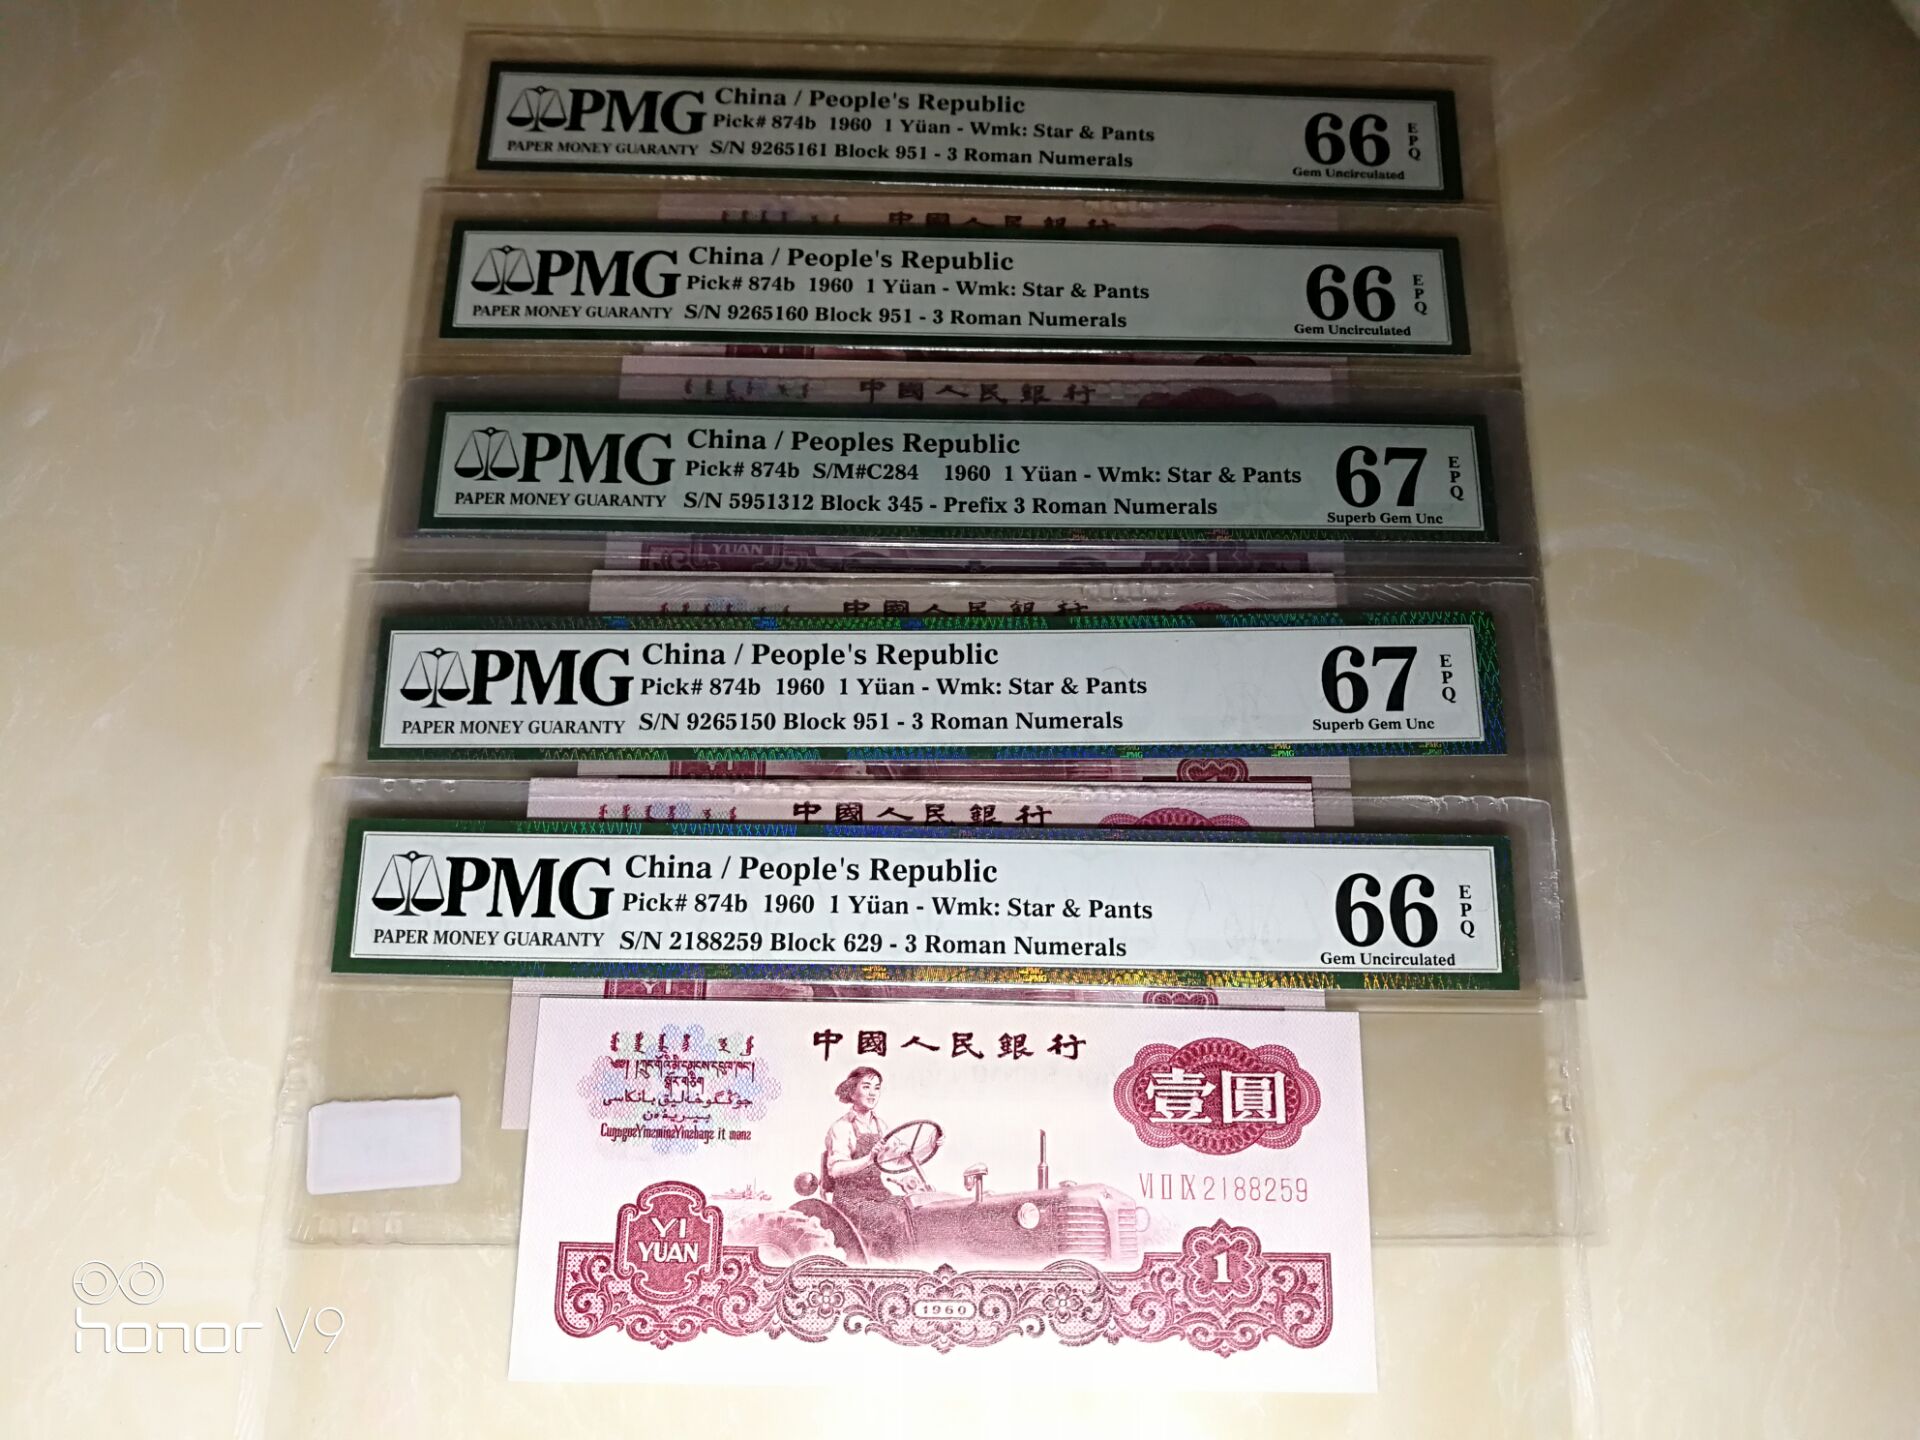 PMG
PAPER MONEY GUARANTY
China / People's Republic
Pick# 874b 1960 1 Yüan - Wmk: Star & Pants
S/N 9265161 Block 951 - 3 Roman Numerals
66
EPQ
Gem Uncirculated
中國人民銀行
PMG
PAPER MONEY GUARANTY
China / People's Republic
Pick# 874b 1960 1 Yüan - Wmk: Star & Pants
S/N 9265160 Block 951 - 3 Roman Numerals
66
EPQ
Gem Uncirculated
中國人民銀行
PMG
PAPER MONEY GUARANTY
China / Peoples Republic
Pick# 874b S/M#C284 1960 1 Yüan - Wmk: Star & Pants
S/N 5951312 Block 345 - Prefix 3 Roman Numerals
67
EPQ
Superb Gem Unc
YUAN
1
中國人民銀行
PMG
PAPER MONEY GUARANTY
China / People's Republic
Pick# 874b 1960 1 Yüan - Wmk: Star & Pants
S/N 9265150 Block 951 - 3 Roman Numerals
67
EPQ
Superb Gem Unc
中國人民銀行
PMG
PAPER MONEY GUARANTY
China / People's Republic
Pick# 874b 1960 1 Yüan - Wmk: Star & Pants
S/N 2188259 Block 629 - 3 Roman Numerals
66
EPQ
Gem Uncirculated
中國人民銀行
壹圓
VI II IX 2188259
YI
YUAN
1960
1
honor V9